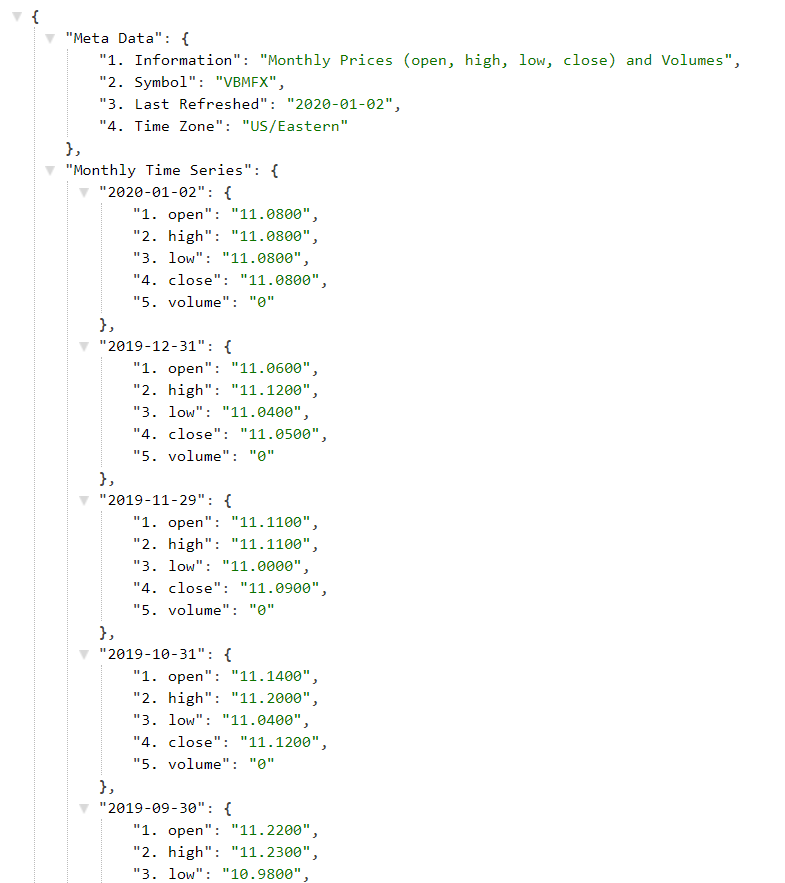 {
"Meta Data": {
"1. Information": "Monthly Prices (open, high, low, close) and Volumes",
"2. Symbol": "VBMFX",
"3. Last Refreshed": "2020-01-02",
"4. Time Zone": "US/Eastern"
},
"Monthly Time Series": {
"2020-01-02": {
"1. open": "11.0800",
"2. high": "11.0800",
"3. low": "11.0800",
"4. close": "11.0800",
"5. volume": "0"
},
"2019-12-31": {
"1. open": "11.0600",
"2. high": "11.1200",
"3. low": "11.0400",
"4. close": "11.0500",
"5. volume": "0"
},
"2019-11-29": {
"1. open": "11.1100",
"2. high": "11.1100",
"3. low": "11.0000",
"4. close": "11.0900",
"5. volume": "0"
},
"2019-10-31": {
"1. open": "11.1400",
"2. high": "11.2000",
"3. low": "11.0400",
"4. close": "11.1200",
"5. volume": "0"
},
"2019-09-30": {
"1. open": "11.2200",
"2. high": "11.2300",
"3. low": "10.9800",